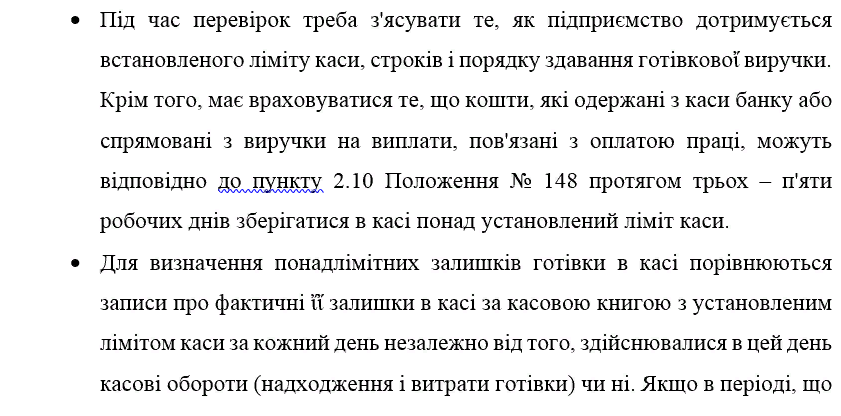 • Під час перевірок треба з'ясувати те, як підприємство дотримується
встановленого ліміту каси, строків і порядку здавання готівкової виручки.
Крім того, має враховуватися те, що кошти, які одержані з каси банку або
спрямовані з виручки на виплати, пов'язані з оплатою праці, можуть
відповідно до пункту 2.10 Положення № 148 протягом трьох – п'яти
робочих днів зберігатися в касі понад установлений ліміт каси.
• Для визначення понадлімітних залишків готівки в касі порівнюються
записи про фактичні її залишки в касі за касовою книгою з установленим
лімітом каси за кожний день незалежно від того, здійснювалися в цей день
касові обороти (надходження і витрати готівки) чи ні. Якщо в періоді, що